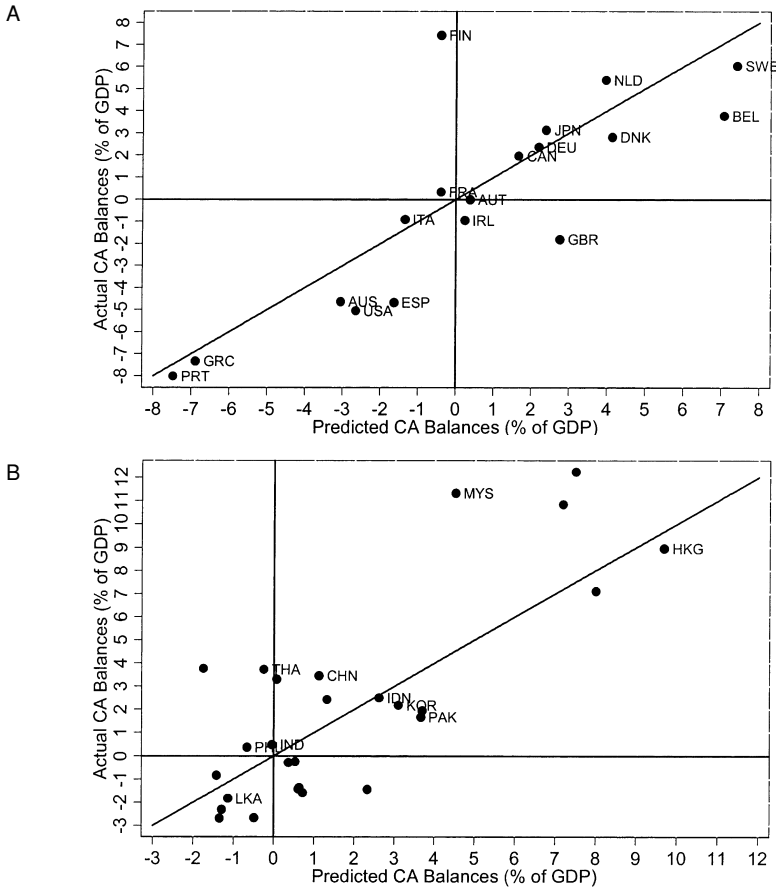 A
Actual CA Balances (% of GDP)
8
7
6
5
4
3
2
1
0
-1
-2
-3
-4
-5
-6
-7
-8
FIN
SWE
NLD
BEL
JPN
DNK
DEU
CAN
FRA
AUT
ITA
IRL
GBR
AUS
ESP
USA
GRC
PRT
-8 -7 -6 -5 -4 -3 -2 -1 0 1 2 3 4 5 6 7 8
Predicted CA Balances (% of GDP)
B
Actual CA Balances (% of GDP)
12
11
10
9
8
7
6
5
4
3
2
1
0
-1
-2
-3
MYS
HKG
THA
CHN
IDN
KOR
PAK
IND
LKA
-3 -2 -1 0 1 2 3 4 5 6 7 8 9 10 11 12
Predicted CA Balances (% of GDP)